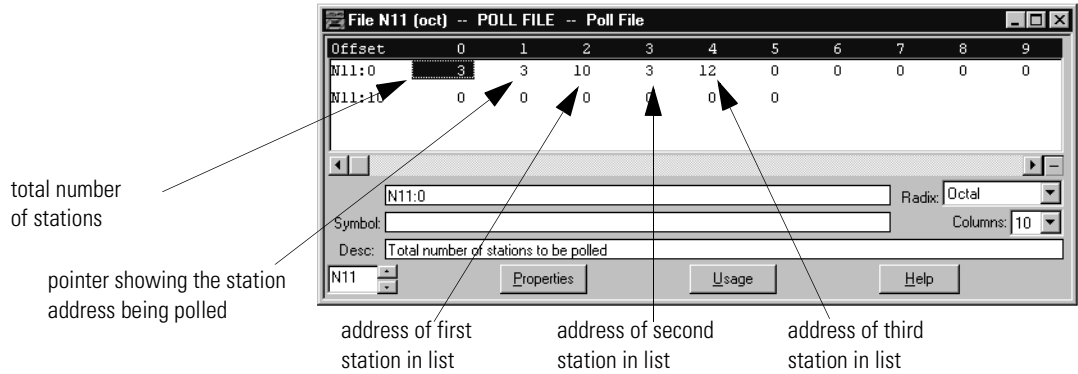 File N11 (oct) -- POLL FILE -- Poll File
Offset 0 1 2 3 4 5 6 7 8 9
N11:0 3 3 10 3 12 0 0 0 0 0
N11:10 0 0 0 0 0 0
total number
of stations
N11:0
Radix: Octal
Symbol:
Columns: 10
Desc: Total number of stations to be polled
N11
Properties
Usage
Help
pointer showing the station
address being polled
address of first
station in list
address of second
station in list
address of third
station in list